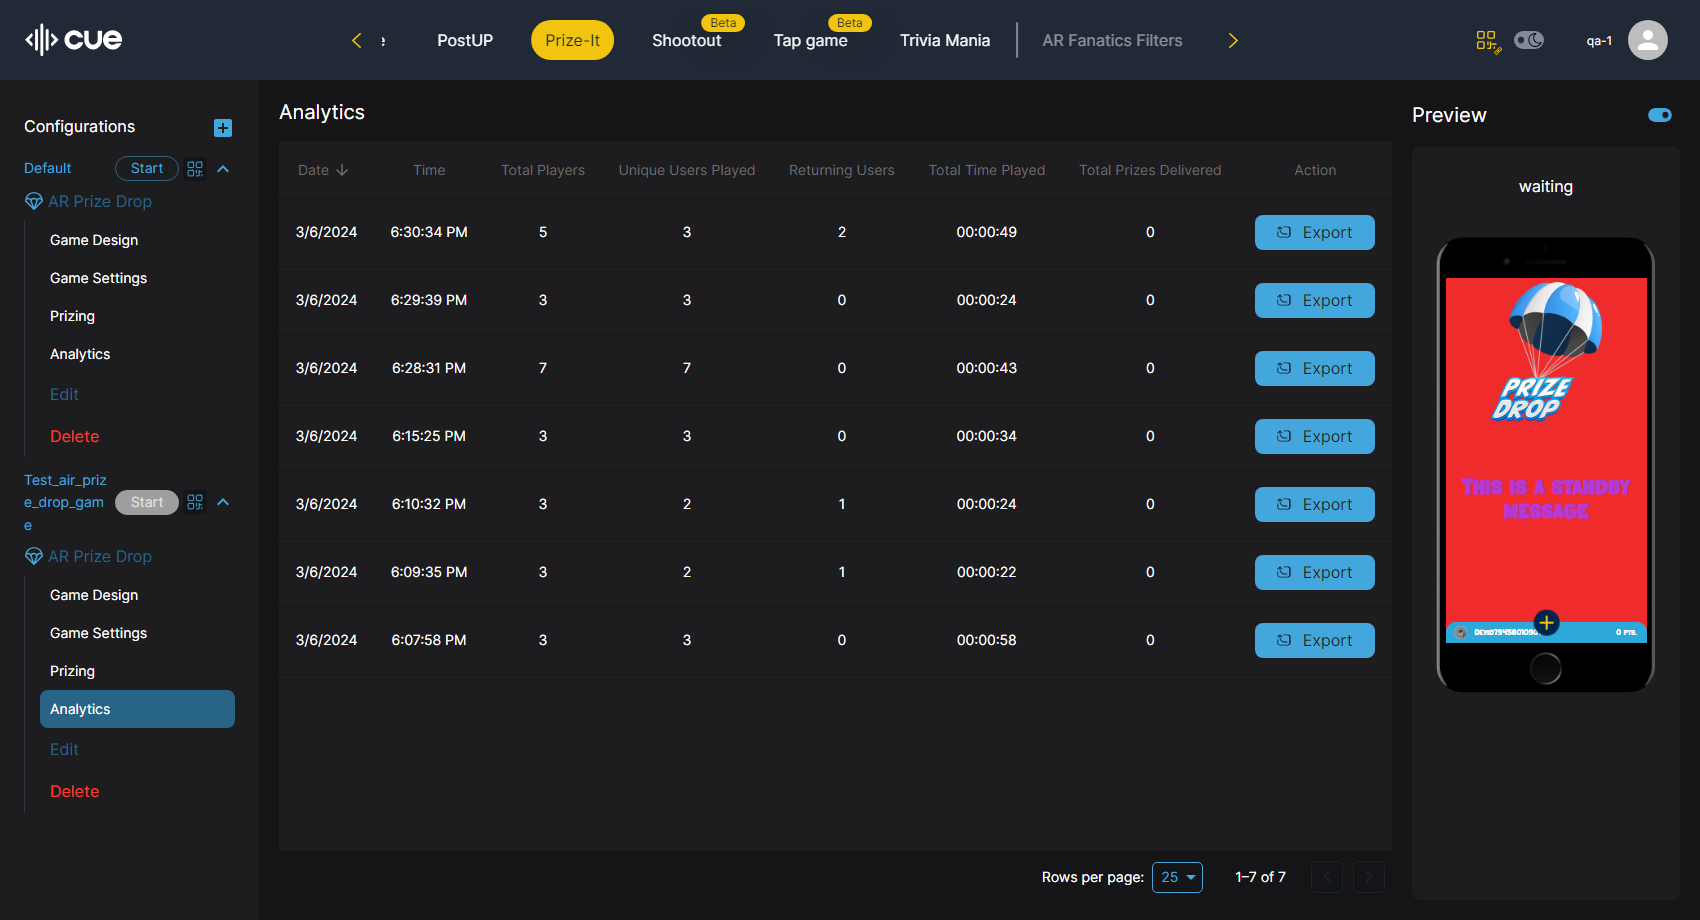 cue
PostUP
Prize-It
Beta
Shootout
Beta
Tap game
Trivia Mania
AR Fanatics Filters
qa-1
Configurations
Default
Start
AR Prize Drop
Game Design
Game Settings
Pricing
Analytics
Edit
Delete
Test_air_priz
e_drop_gam
e
Start
AR Prize Drop
Game Design
Game Settings
Prizing
Analytics
Edit
Delete
Analytics
Date Time Total Players Unique Users Played Returning Users Total Time Played Total Prizes Delivered Action
3/6/2024 6:30:34 PM 5 3 2 00:00:49 0 Export
3/6/2024 6:29:39 PM 3 3 0 00:00:24 0 Export
3/6/2024 6:28:31 PM 7 7 0 00:00:43 0 Export
3/6/2024 6:15:25 PM 3 3 0 00:00:34 0 Export
3/6/2024 6:10:32 PM 3 2 1 00:00:24 0 Export
3/6/2024 6:09:35 PM 3 2 1 00:00:22 0 Export
3/6/2024 6:07:58 PM 3 3 0 00:00:58 0 Export
Rows per page: 25 1–7 of 7
Preview
waiting
PRIZE
DROP
THIS IS A STANDBY
MESSAGE
0 PTS.